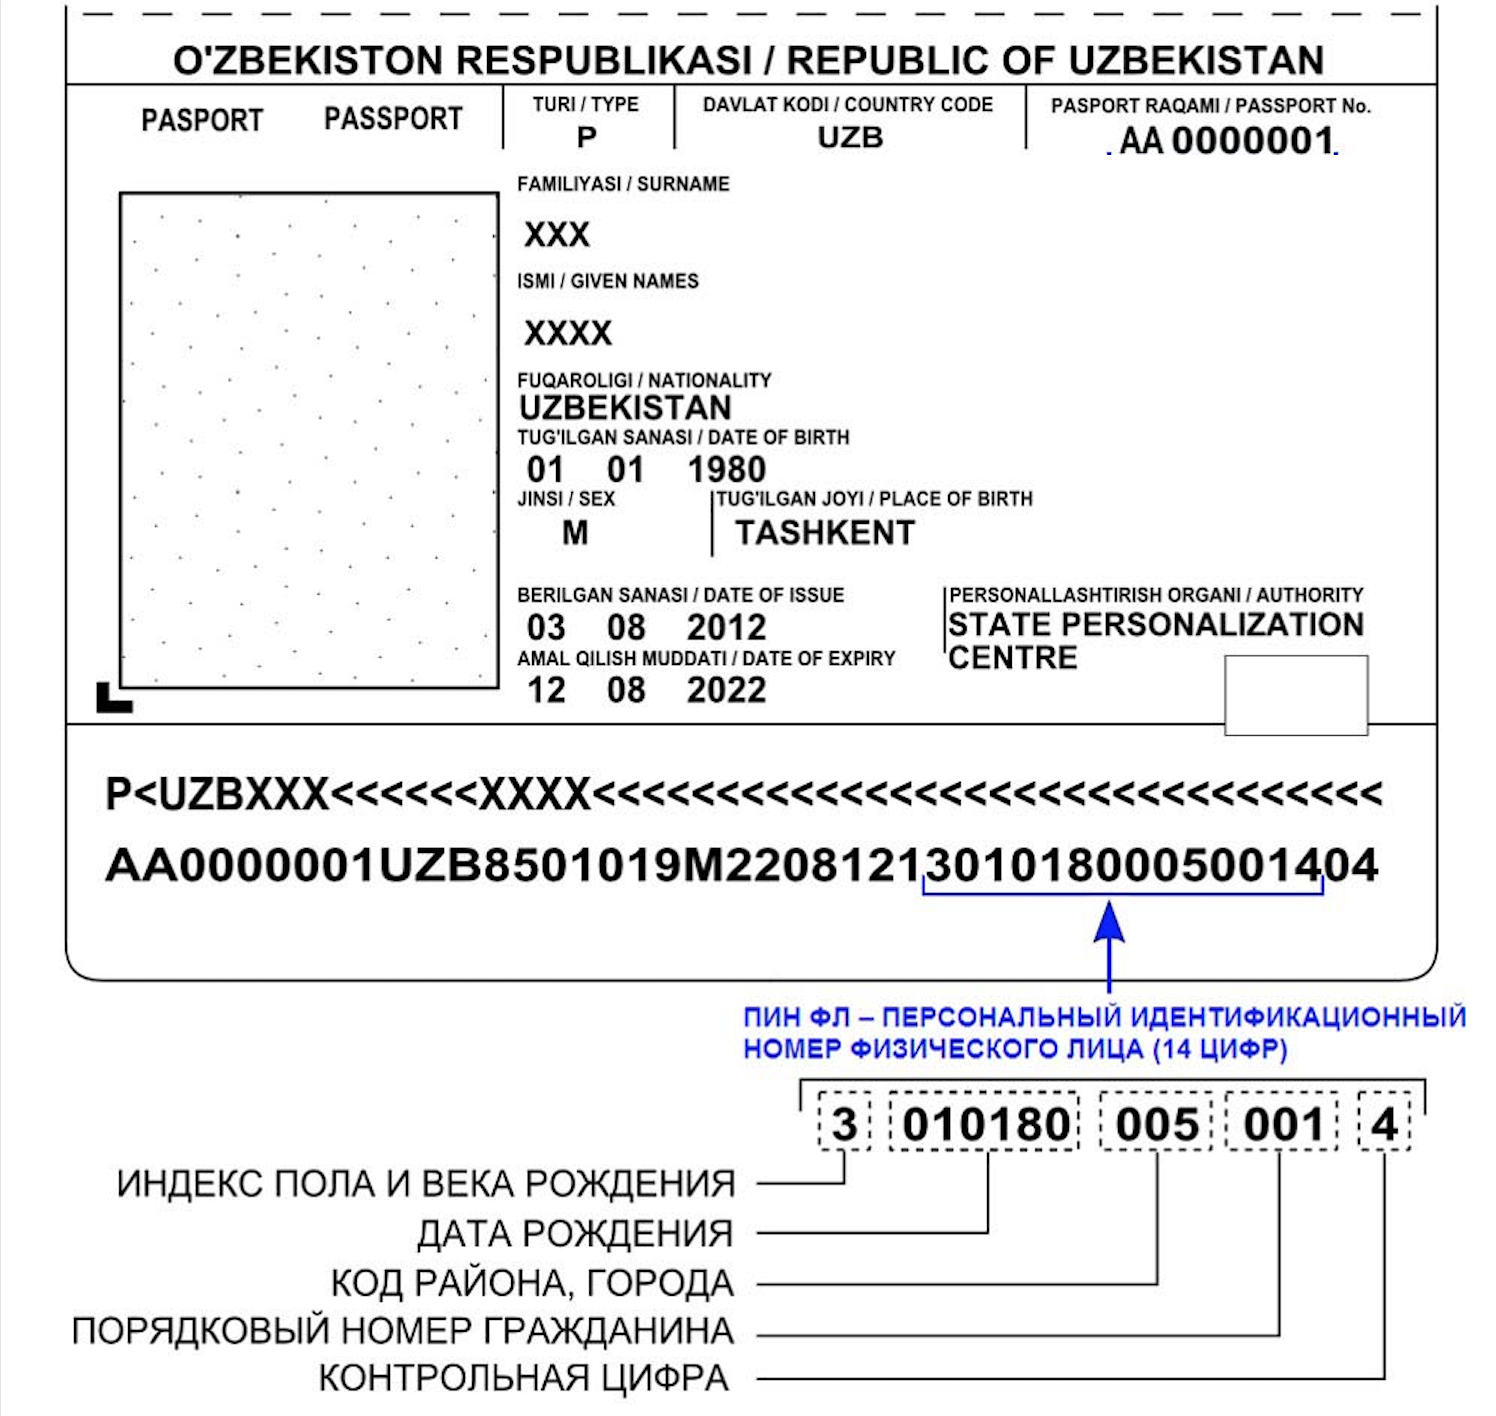 O'ZBEKISTON RESPUBLIKASI / REPUBLIC OF UZBEKISTAN
PASPORT PASSPORT
TURI / TYPE
P
DAVLAT KODI / COUNTRY CODE
UZB
PASPORT RAQAMI / PASSPORT No.
AA 0000001
FAMILIYASI / SURNAME
XXX
ISMI / GIVEN NAMES
XXXX
FUQAROLIGI / NATIONALITY
UZBEKISTAN
TUG'ILGAN SANASI / DATE OF BIRTH
01 01 1980
JINSI / SEX
M
TUG'ILGAN JOYI / PLACE OF BIRTH
TASHKENT
BERILGAN SANASI / DATE OF ISSUE
03 08 2012
AMAL QILISH MUDDATI / DATE OF EXPIRY
12 08 2022
PERSONALLASHTIRISH ORGANI / AUTHORITY
STATE PERSONALIZATION
CENTRE
P<UZBXXX<<<<<<<XXXX<<<<<<<<<<<<<<<<<<<<<<<<<<<<<<<
AA0000001UZB8501019M22081213010180005001404
ПИН ФЛ – ПЕРСОНАЛЬНЫЙ ИДЕНТИФИКАЦИОННЫЙ
НОМЕР ФИЗИЧЕСКОГО ЛИЦА (14 ЦИФР)
3 010180 005 001 4
ИНДЕКС ПОЛА И ВЕКА РОЖДЕНИЯ
ДАТА РОЖДЕНИЯ
КОД РАЙОНА, ГОРОДА
ПОРЯДКОВЫЙ НОМЕР ГРАЖДАНИНА
КОНТРОЛЬНАЯ ЦИФРА